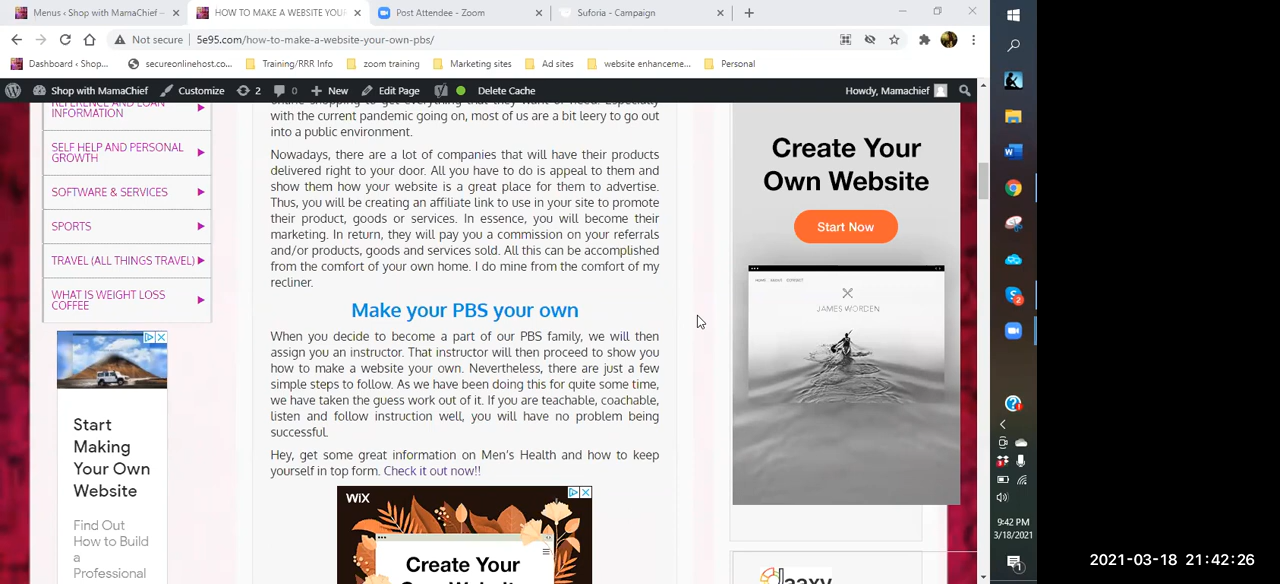 Menus ‹ Shop with MamaChief –
HOW TO MAKE A WEBSITE YOUR
Post Attendee - Zoom
Suforia - Campaign
Not secure
5e95.com/how-to-make-a-website-your-own-pbs/
Dashboard ‹ Shop...
secureonlinehost.co...
Training/RRR Info
zoom training
Marketing sites
Ad sites
website enhanceme...
Personal
Shop with MamaChief
Customize
2
0
New
Edit Page
Delete Cache
Howdy, Mamachief
REFERENCE AND LOAN
INFORMATION
SELF HELP AND PERSONAL
GROWTH
SOFTWARE & SERVICES
SPORTS
TRAVEL (ALL THINGS TRAVEL)
WHAT IS WEIGHT LOSS
COFFEE
Start
Making
Your Own
Website
Find Out
How to Build
a
Professional
online shopping to get everything that they want or need. Especially
with the current pandemic going on, most of us are a bit leery to go out
into a public environment.
Nowadays, there are a lot of companies that will have their products
delivered right to your door. All you have to do is appeal to them and
show them how your website is a great place for them to advertise.
Thus, you will be creating an affiliate link to use in your site to promote
their product, goods or services. In essence, you will become their
marketing. In return, they will pay you a commission on your referrals
and/or products, goods and services sold. All this can be accomplished
from the comfort of your own home. I do mine from the comfort of my
recliner.
Make your PBS your own
When you decide to become a part of our PBS family, we will then
assign you an instructor. That instructor will then proceed to show you
how to make a website your own. Nevertheless, there are just a few
simple steps to follow. As we have been doing this for quite some time,
we have taken the guess work out of it. If you are teachable, coachable,
listen and follow instruction well, you will have no problem being
successful.
Hey, get some great information on Men's Health and how to keep
yourself in top form. Check it out now!!
WiX
Create Your
Own Website
Create Your
Own Website
Start Now
HOME ABOUT CONTACT
JAMES WORDEN
9:42 PM
3/18/2021
2021-03-18 21:42:26